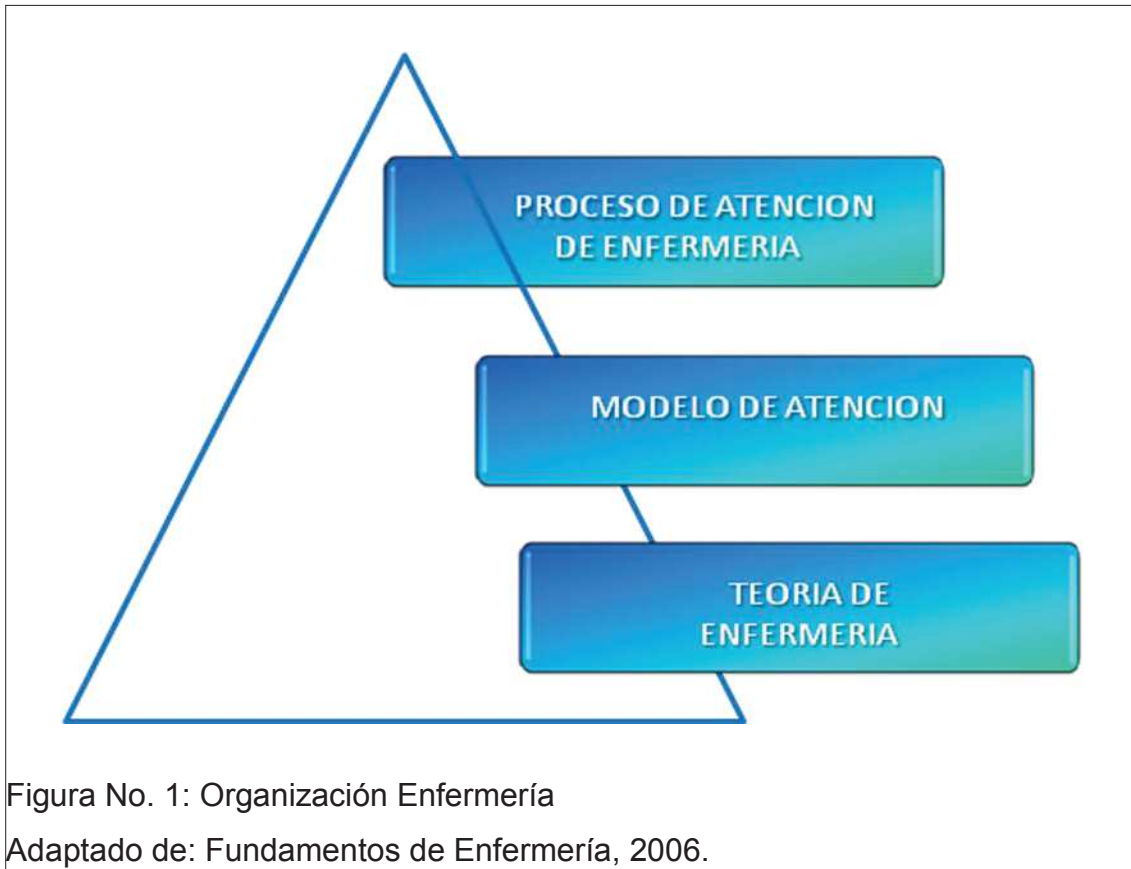 PROCESO DE ATENCION
DE ENFERMERIA
MODELO DE ATENCION
TEORIA DE
ENFERMERIA
Figura No. 1: Organización Enfermería
Adaptado de: Fundamentos de Enfermería, 2006.